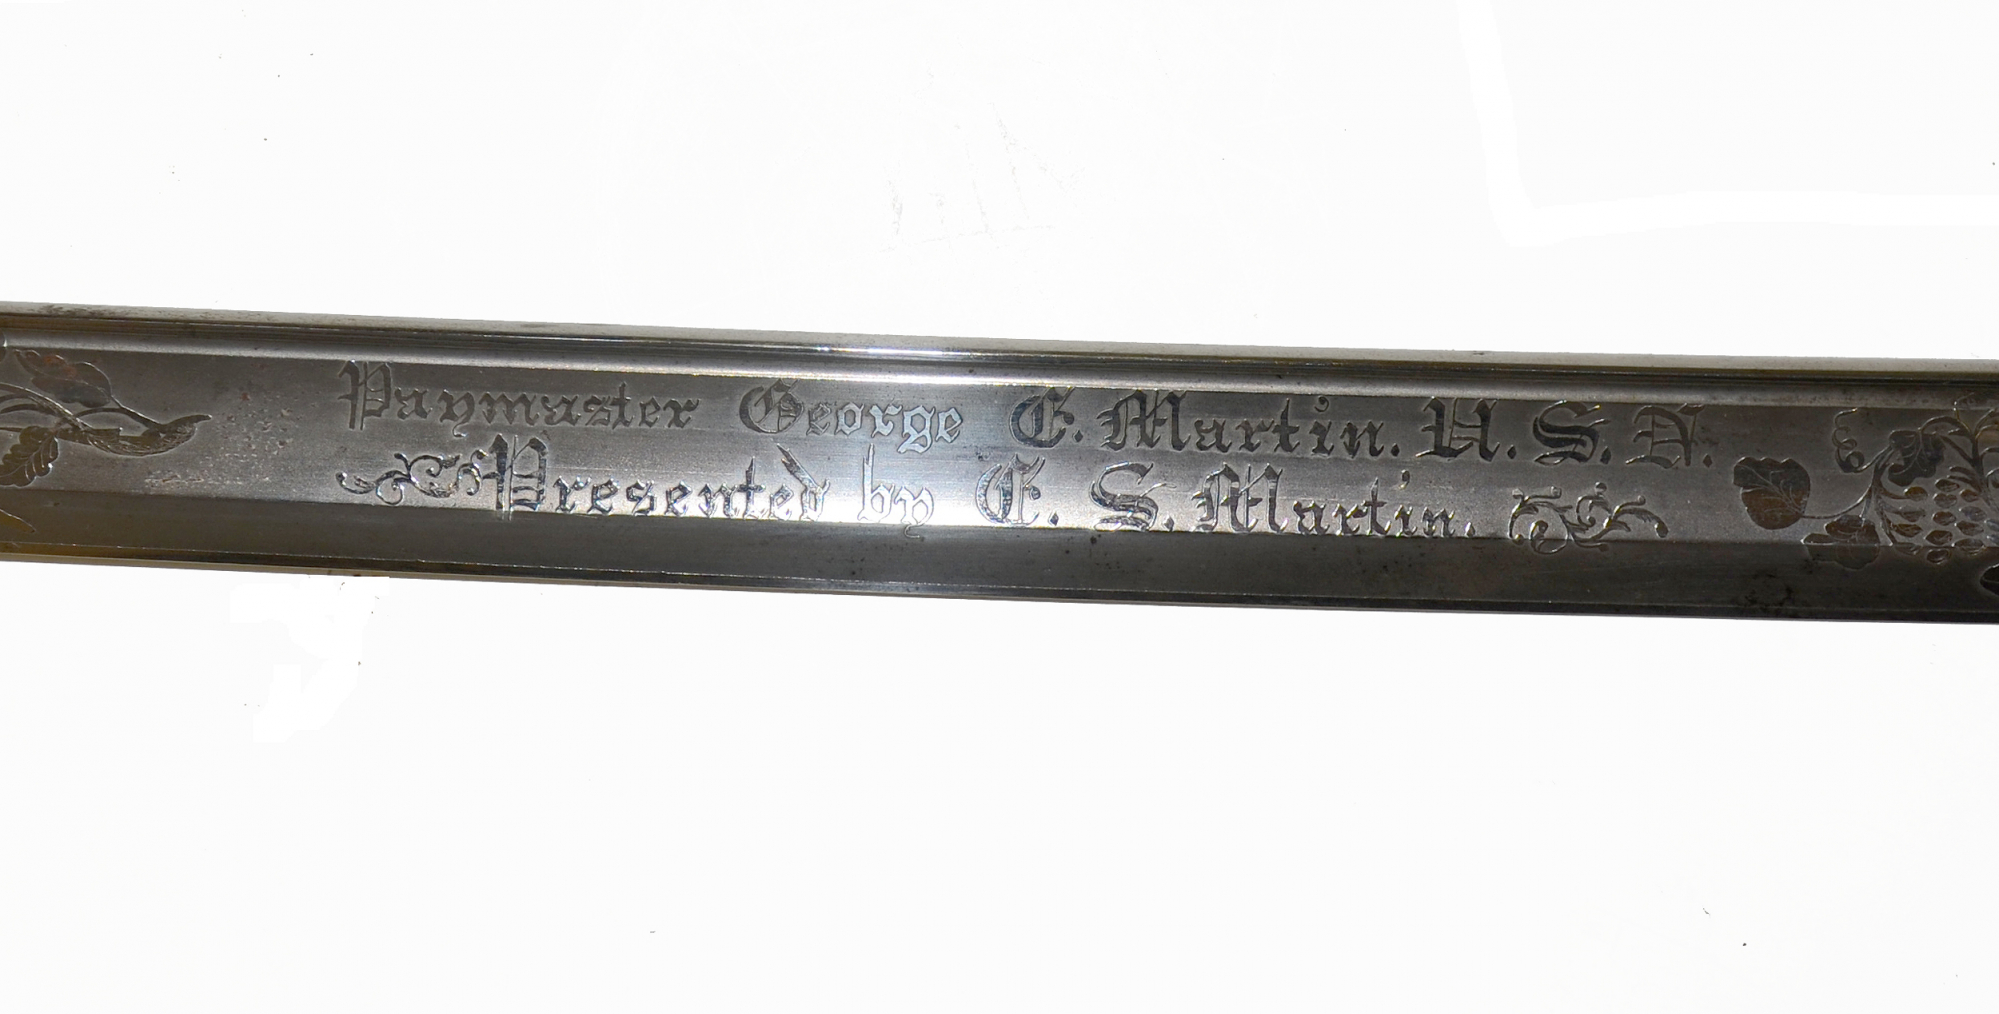 Paymaster George E. Martin. U.S.A.
Presented by E. S. Martin.